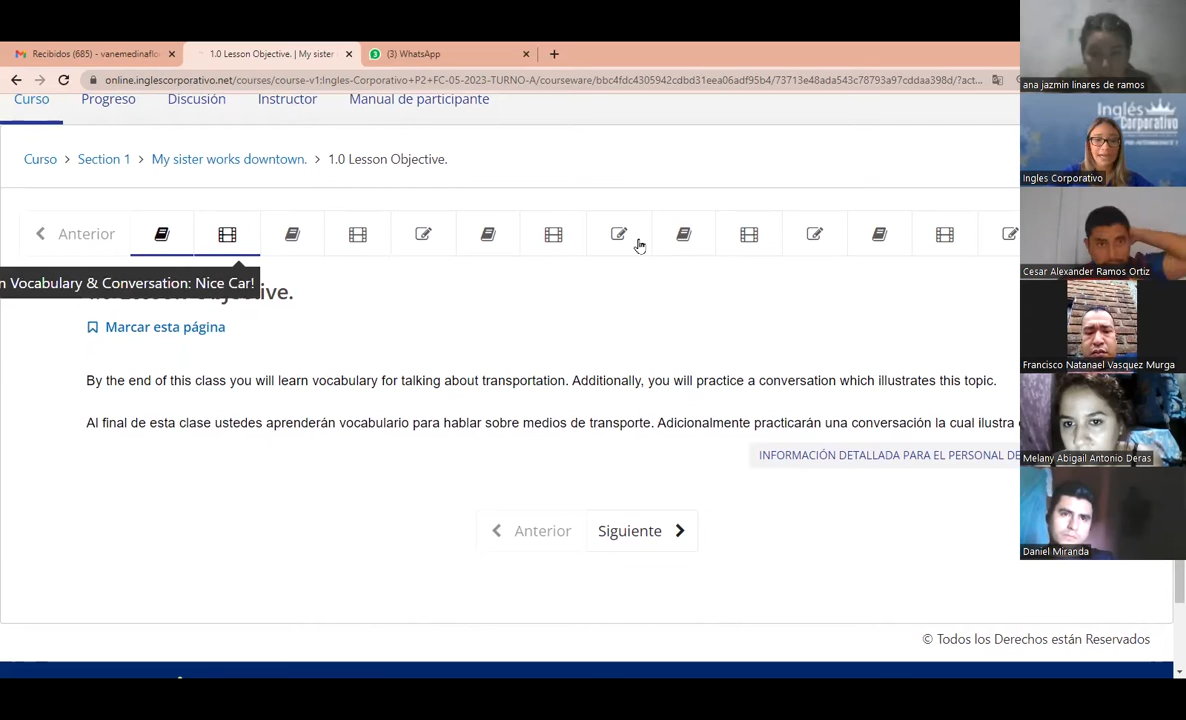 Recibidos (685) - vanemedinaflo
1.0 Lesson Objective. | My sister
(3) WhatsApp
online.inglescorporativo.net/courses/course-v1:Ingles-Corporativo+P2+FC-05-2023-TURNO-A/courseware/bbc4fdc4305942cdbd31eea06adf95b4/73713e48ada543c78793a97cddaa398d/?act...
Curso
Progreso
Discusión
Instructor
Manual de participante
Curso > Section 1 > My sister works downtown. > 1.0 Lesson Objective.
Anterior
n Vocabulary & Conversation: Nice Car!
Marcar esta página
By the end of this class you will learn vocabulary for talking about transportation. Additionally, you will practice a conversation which illustrates this topic.
Al final de esta clase ustedes aprenderán vocabulario para hablar sobre medios de transporte. Adicionalmente practicarán una conversación la cual ilustra
INFORMACIÓN DETALLADA PARA EL PERSONAL DE
Anterior
Siguiente
© Todos los Derechos están Reservados
ana jazmin linares de ramos
Inglés
Corporativo
Ingles Corporativo
Cesar Alexander Ramos Ortiz
Francisco Natanael Vasquez Murga
Melany Abigail Antonio Deras
Daniel Miranda